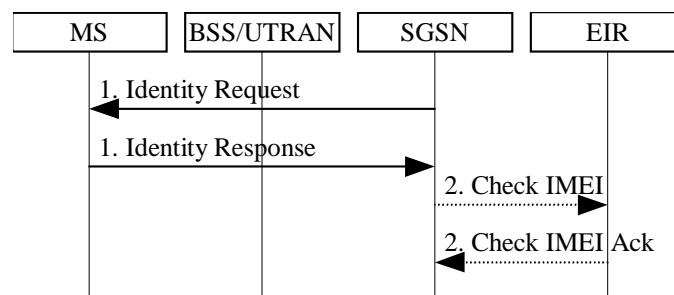 MS BSS/UTRAN SGSN EIR
1. Identity Request
1. Identity Response
2. Check IMEI
2. Check IMEI Ack